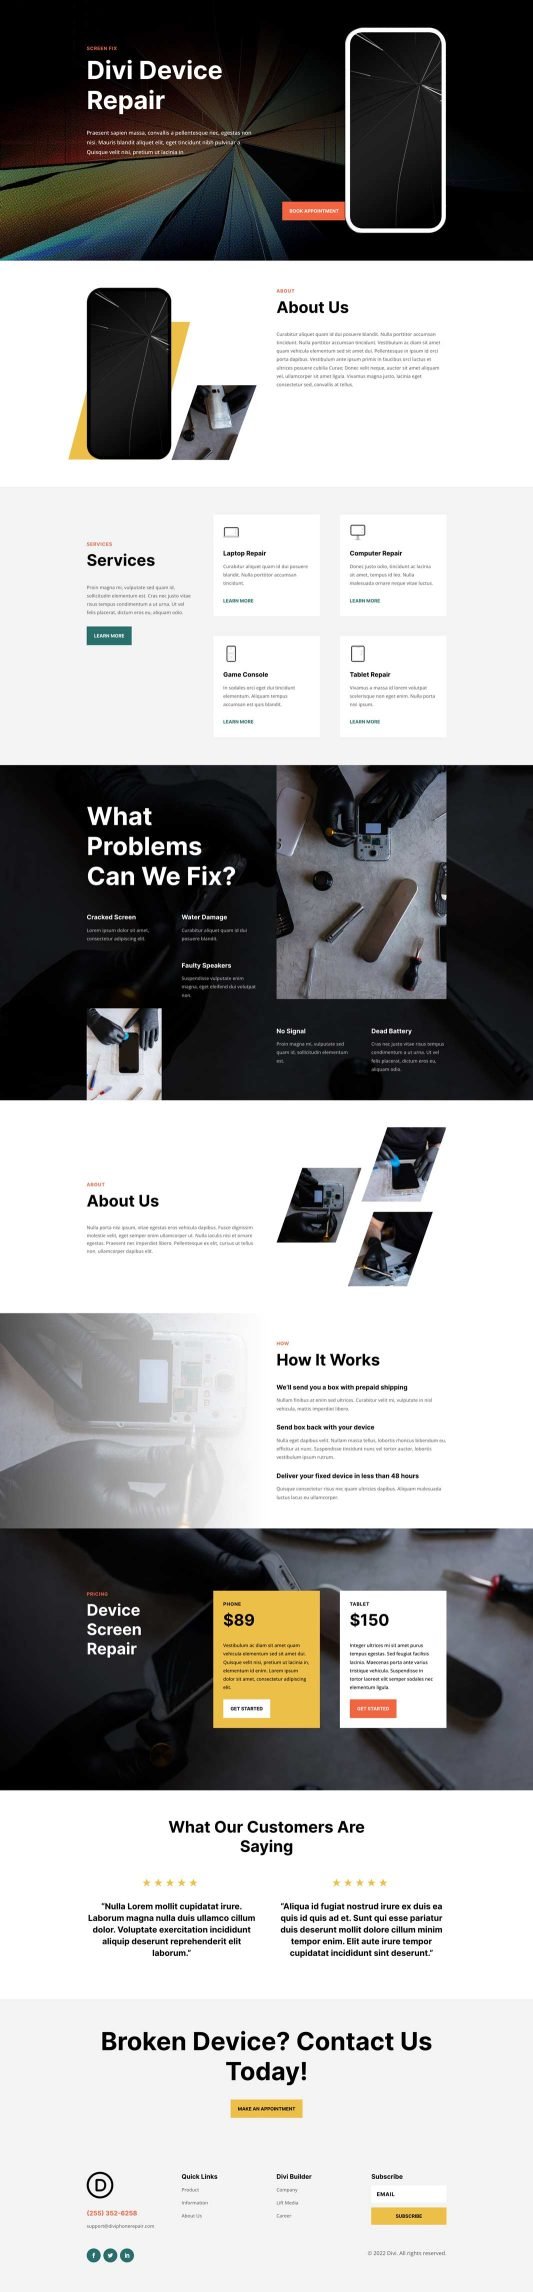 SCREEN FIX
Divi Device
Repair
Praesent sapien massa, convallis a pellentesque nec, egestas non
nisi. Mauris blandit aliquet elit, eget tincidunt nibh pulvinar a.
Quisque velit nisi, pretium ut lacinia in.
BOOK APPOINTMENT
ABOUT
About Us
Curabitur aliquet quam id dui posuere blandit. Nulla porttitor accumsan
tincidunt. Nulla porttitor accumsan tincidunt. Vestibulum ac diam sit amet
quam vehicula elementum sed sit amet dui. Pellentesque in ipsum id orci
porta dapibus. Vestibulum ante ipsum primis in faucibus orci luctus et
ultrices posuere cubilia Curae; Donec velit neque, auctor sit amet aliquam
vel, ullamcorper sit amet ligula. Vivamus magna justo, lacinia eget
consectetur sed, convallis at tellus.
SERVICES
Services
Proin magna mi, vulputate sed quam id,
sollicitudin elementum est. Cras nec justo vitae
risus tempus condimentum a ut urna. Ut vel
felis placerat, dictum eros eu, aliquam odio.
LEARN MORE
Laptop Repair
Curabitur aliquet quam id dui posuere
blandit. Nulla porttitor accumsan
tincidunt.
LEARN MORE
Computer Repair
Donec justo odio, tincidunt ac lacinia
sit amet, tempus id leo. Nulla
malesuada ornare neque vitae luctus.
LEARN MORE
Game Console
In sodales orci eget dui tincidunt
elementum. Aliquam tempus
accumsan est quis blandit.
LEARN MORE
Tablet Repair
Vivamus a massa id lorem volutpat
scelerisque non eget enim. Nulla porta
nisi ipsum.
LEARN MORE
What
Problems
Can We Fix?
Cracked Screen
Lorem ipsum dolor sit amet,
consectetur adipiscing elit.
Water Damage
Curabitur aliquet quam id dui
posuere blandit.
Faulty Speakers
Suspendisse vulputate enim
magna, eget eleifend dui volutpat
non.
No Signal
Proin magna mi, vulputate sed
quam id, sollicitudin elementum
est.
Dead Battery
Cras nec justo vitae risus tempus
condimentum a ut urna. Ut vel
felis placerat, dictum eros eu,
aliquam odio.
ABOUT
About Us
Nulla porta nisi ipsum, vitae egestas eros vehicula dapibus. Fusce dignissim
molestie velit, eget semper enim ullamcorper ut. Nulla iaculis nisi et ornare
egestas. Praesent nec imperdiet libero. Pellentesque ex elit, cursus ut tellus
non, ullamcorper dapibus elit.
HOW
How It Works
We'll send you a box with prepaid shipping
Nullam finibus at enim sed ultrices. Curabitur velit mi, vulputate in nisl
vehicula, mattis imperdiet libero.
Send box back with your device
Nulla eget dapibus velit. Nullam massa tellus, lobortis rhoncus bibendum eu,
efficitur at nunc. Suspendisse tincidunt nunc vel tortor auctor, lobortis
vestibulum ipsum rutrum.
Deliver your fixed device in less than 48 hours
Quisque consectetur risus nec quam ultricies dapibus. Aliquam malesuada
luctus lacus eu ullamcorper.
PRICING
Device
Screen
Repair
PHONE
$89
Vestibulum ac diam sit amet quam
vehicula elementum sed sit amet dui.
Quisque velit nisi, pretium ut lacinia in,
elementum id enim. Lorem ipsum
dolor sit amet, consectetur adipiscing
elit.
GET STARTED
TABLET
$150
Integer ultrices mi sit amet purus
tempus egestas. Sed feugiat facilisis
lacinia. Maecenas porta ante varius
tristique vehicula. Suspendisse in
tortor laoreet elit semper sodales nec
elementum ligula.
GET STARTED
What Our Customers Are
Saying
"Nulla Lorem mollit cupidatat irure.
Laborum magna nulla duis ullamco cillum
dolor. Voluptate exercitation incididunt
aliquip deserunt reprehenderit elit
laborum."
"Aliqua id fugiat nostrud irure ex duis ea
quis id quis ad et. Sunt qui esse pariatur
duis deserunt mollit dolore cillum minim
tempor enim. Elit aute irure tempor
cupidatat incididunt sint deserunt."
Broken Device? Contact Us
Today!
MAKE AN APPOINTMENT
D
(255) 352-6258
support@diviphonerepair.com
Quick Links
Product
Information
About Us
Divi Builder
Company
Lift Media
Career
Subscribe
EMAIL
SUBSCRIBE
© 2022 Divi. All rights reserved.